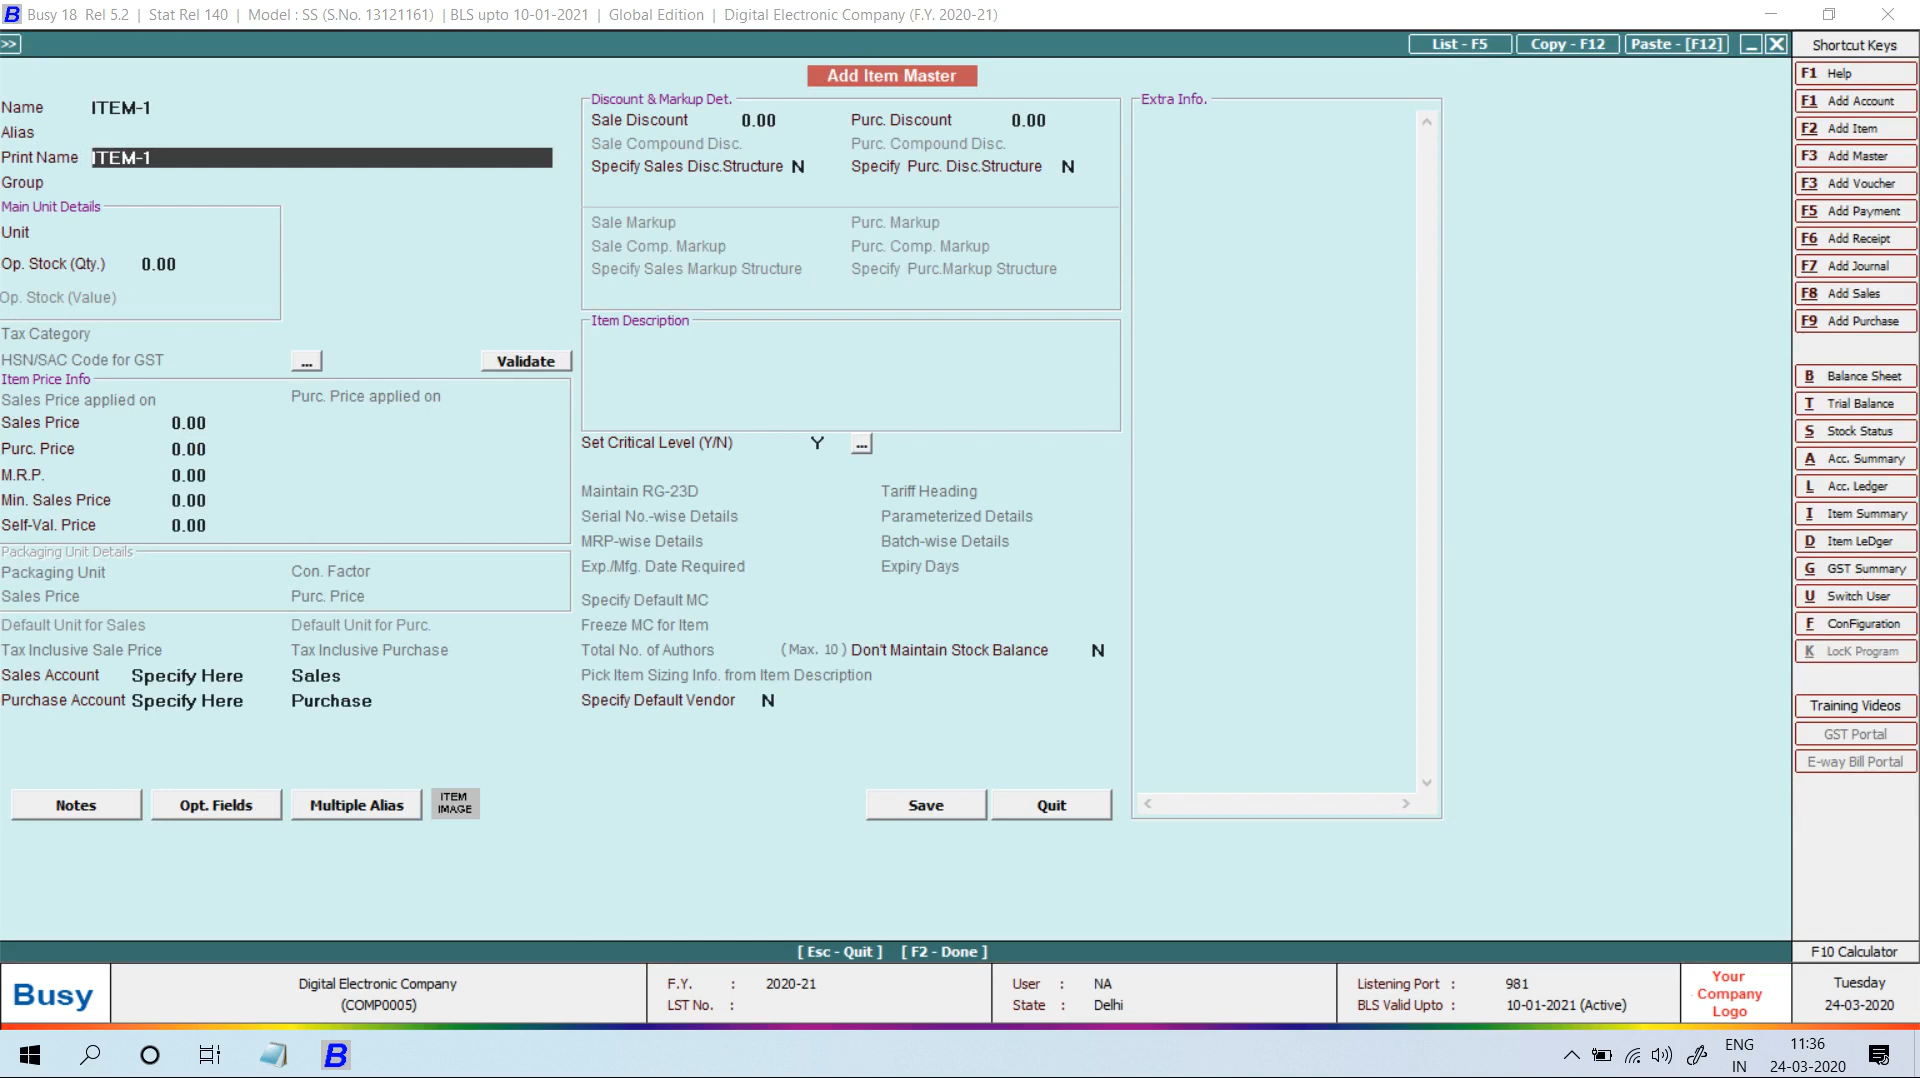 Busy 18 Rel 5.2 | Stat Rel 140 | Model : SS (S.No. 13121161) | BLS upto 10-01-2021 | Global Edition | Digital Electronic Company (F.Y. 2020-21)
>> List - F5 Copy - F12 Paste - [F12] Shortcut Keys
Add Item Master
Name ITEM-1
Alias
Print Name ITEM-1
Group
Main Unit Details
Unit
Op. Stock (Qty.) 0.00
Op. Stock (Value)
Tax Category
HSN/SAC Code for GST ... Validate
Item Price Info
Sales Price applied on Purc. Price applied on
Sales Price 0.00
Purc. Price 0.00
M.R.P. 0.00
Min. Sales Price 0.00
Self-Val. Price 0.00
Packaging Unit Details
Packaging Unit Con. Factor
Sales Price Purc. Price
Default Unit for Sales Default Unit for Purc.
Tax Inclusive Sale Price Tax Inclusive Purchase
Sales Account Specify Here Sales
Purchase Account Specify Here Purchase
Notes Opt. Fields Multiple Alias ITEM IMAGE
Discount & Markup Det.
Sale Discount 0.00 Purc. Discount 0.00
Sale Compound Disc. Purc. Compound Disc.
Specify Sales Disc.Structure N Specify Purc. Disc.Structure N
Sale Markup Purc. Markup
Sale Comp. Markup Purc. Comp. Markup
Specify Sales Markup Structure Specify Purc.Markup Structure
Item Description
Set Critical Level (Y/N) Y ...
Maintain RG-23D Tariff Heading
Serial No.-wise Details Parameterized Details
MRP-wise Details Batch-wise Details
Exp./Mfg. Date Required Expiry Days
Specify Default MC
Freeze MC for Item
Total No. of Authors (Max. 10) Don't Maintain Stock Balance N
Pick Item Sizing Info. from Item Description
Specify Default Vendor N
Save Quit
Extra Info.
F1 Help
F1 Add Account
F2 Add Item
F3 Add Master
F3 Add Voucher
F5 Add Payment
F6 Add Receipt
F7 Add Journal
F8 Add Sales
F9 Add Purchase
B Balance Sheet
T Trial Balance
S Stock Status
A Acc. Summary
L Acc. Ledger
I Item Summary
D Item LeDger
G GST Summary
U Switch User
F ConFiguration
K LocK Program
Training Videos
GST Portal
E-way Bill Portal
[ Esc - Quit ] [ F2 - Done ] F10 Calculator
Busy
Digital Electronic Company
(COMP0005)
F.Y. : 2020-21
LST No. :
User : NA
State : Delhi
Listening Port : 981
BLS Valid Upto : 10-01-2021 (Active)
Your
Company
Logo
Tuesday
24-03-2020
B
ENG
IN
11:36
24-03-2020